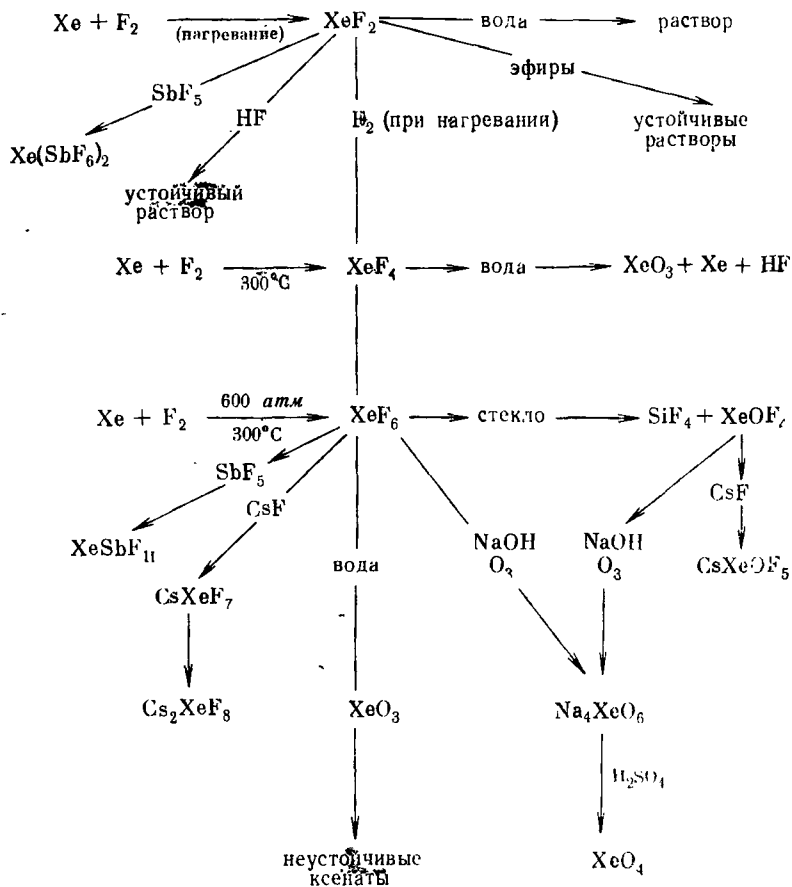 Xe + F₂ (нагревание) XeF₂ вода раствор
SbF₅ эфиры
HF F₂ (при нагревании) устойчивые
Xe(SbF₆)₂ растворы
устойчивый
раствор
Xe + F₂ 300°C XeF₄ вода XeO₃ + Xe + HF
600 атм
Xe + F₂ XeF₆ стекло SiF₄ + XeOF₄
300°C
SbF₅
CsF CsF
XeSbF₁₁ NaOH NaOH
вода O₃ O₃ CsXeOF₅
CsXeF₇
Cs₂XeF₈ XeO₃ Na₄XeO₆
H₂SO₄
неустойчивые XeO₄
ксенаты